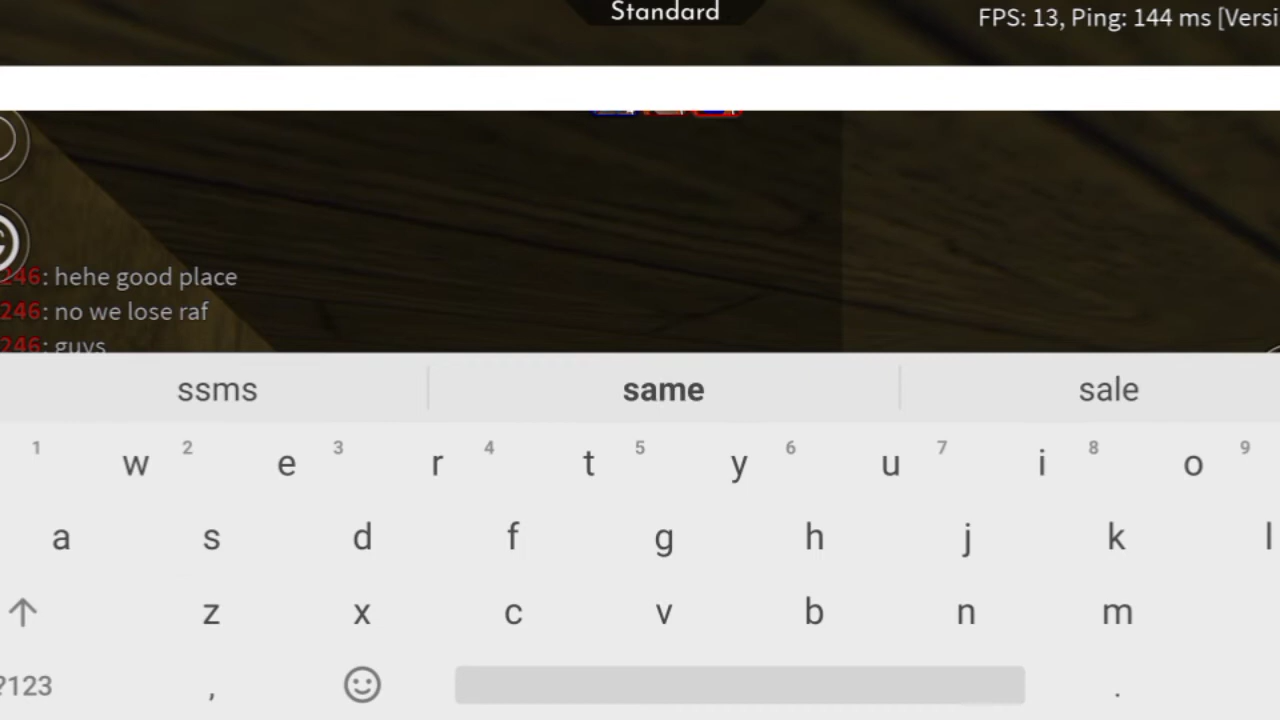 Standard
FPS: 13, Ping: 144 ms [Versi
246: hehe good place
246: no we lose raf
246: guys
ssms same sale
1 2 3 4 5 6 7 8 9
w e r t y u i o
a s d f g h j k l
z x c v b n m
?123 , .